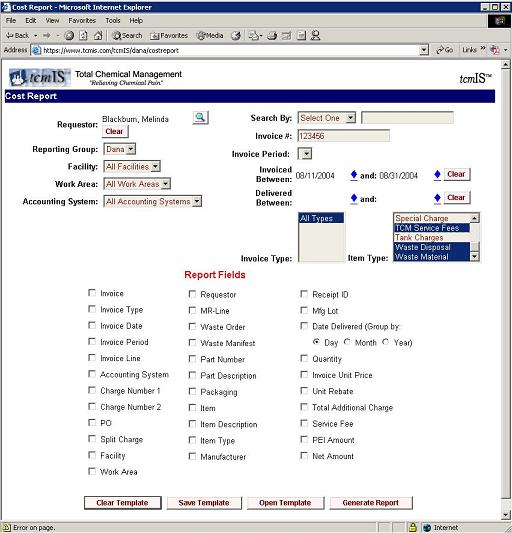 Cost Report - Microsoft Internet Explorer
File Edit View Favorites Tools Help
Back Search Favorites Media
Address https://www.tcmis.com/tcmIS/dana/costreport Go Links
tcmIS Total Chemical Management tcmIS™
"Relieving Chemical Pain"
Cost Report
Requestor: Blackburn, Melinda Search By: Select One
Clear Invoice #: 123456
Reporting Group: Dana Invoice Period:
Facility: All Facilities Invoiced Between: 08/11/2004 and: 08/31/2004 Clear
Work Area: All Work Areas Delivered Between: and: Clear
Accounting System: All Accounting Systems
Invoice Type: All Types
Item Type: Special Charge
TCM Service Fees
Tank Charges
Waste Disposal
Waste Material
Report Fields
Invoice Requestor Receipt ID
Invoice Type MR-Line Mfg Lot
Invoice Date Waste Order Date Delivered (Group by:
Invoice Period Waste Manifest Day Month Year)
Invoice Line Part Number Quantity
Accounting System Part Description Invoice Unit Price
Charge Number 1 Packaging Unit Rebate
Charge Number 2 Item Total Additional Charge
PO Item Description Service Fee
Split Charge Item Type PEI Amount
Facility Manufacturer Net Amount
Work Area
Clear Template Save Template Open Template Generate Report
Error on page. Internet